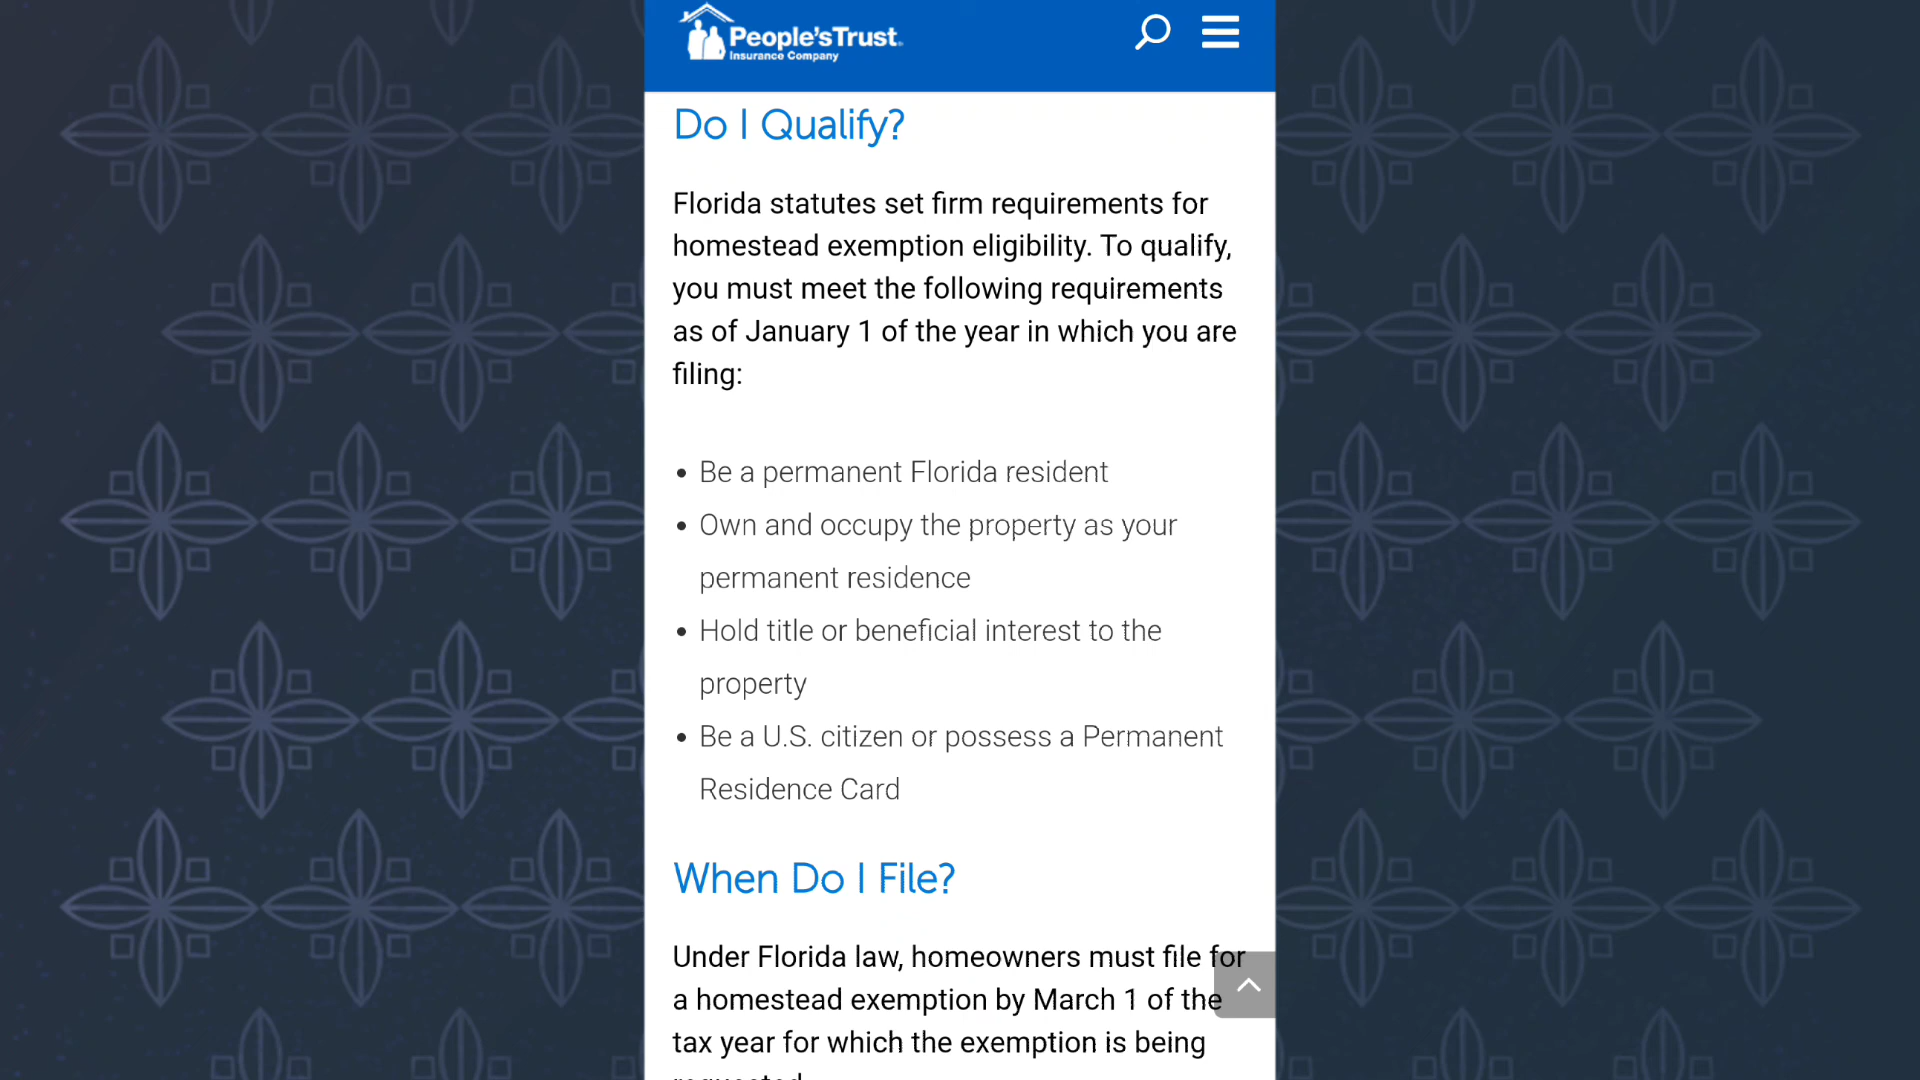 People's Trust
Insurance Company
Do I Qualify?
Florida statutes set firm requirements for
homestead exemption eligibility. To qualify,
you must meet the following requirements
as of January 1 of the year in which you are
filing:
• Be a permanent Florida resident
• Own and occupy the property as your
permanent residence
• Hold title or beneficial interest to the
property
• Be a U.S. citizen or possess a Permanent
Residence Card
When Do I File?
Under Florida law, homeowners must file for
a homestead exemption by March 1 of the
tax year for which the exemption is being